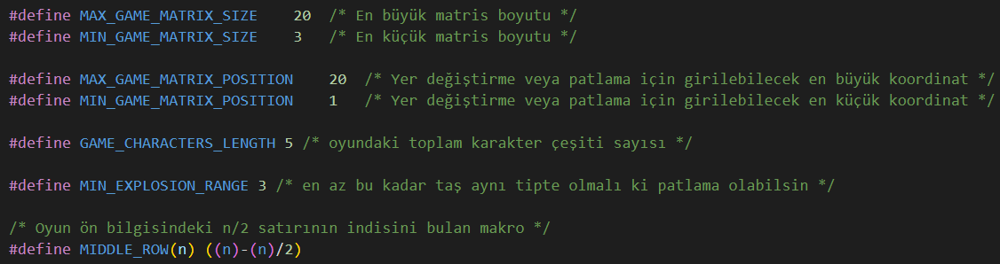 #define MAX_GAME_MATRIX_SIZE    20  /* En büyük matris boyutu */
#define MIN_GAME_MATRIX_SIZE    3   /* En küçük matris boyutu */
#define MAX_GAME_MATRIX_POSITION    20  /* Yer değiştirme veya patlama için girilebilecek en büyük koordinat */
#define MIN_GAME_MATRIX_POSITION    1   /* Yer değiştirme veya patlama için girilebilecek en küçük koordinat */
#define GAME_CHARACTERS_LENGTH 5 /* oyundaki toplam karakter çeşiti sayısı */
#define MIN_EXPLOSION_RANGE 3 /* en az bu kadar taş aynı tipte olmalı ki patlama olabilsin */
/* Oyun ön bilgisindeki n/2 satırının indisini bulan makro */
#define MIDDLE_ROW(n) ((n)-(n)/2)